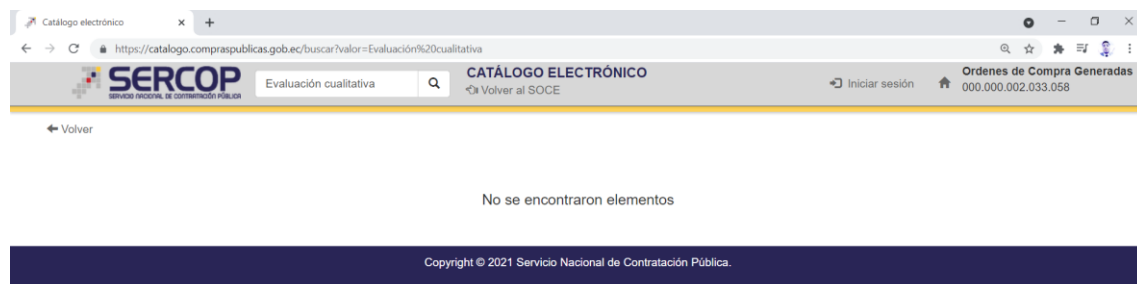 Catálogo electrónico
https://catalogo.compraspublicas.gob.ec/buscar?valor=Evaluación%20cualitativa
SERCOP
SERVICIO NACIONAL DE CONTRATACIÓN PÚBLICA
Evaluación cualitativa
CATÁLOGO ELECTRÓNICO
Volver al SOCE
Iniciar sesión
Ordenes de Compra Generadas
000.000.002.033.058
Volver
No se encontraron elementos
Copyright © 2021 Servicio Nacional de Contratación Pública.